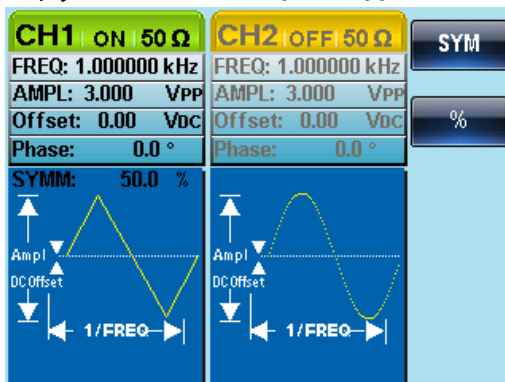 CH1 ON 50 Ω
FREQ: 1.000000 kHz
AMPL: 3.000 VPP
Offset: 0.00 VDC
Phase: 0.0 °
SYMM: 50.0 %
Ampl
DC Offset
1/FREQ
CH2 OFF 50 Ω
FREQ: 1.000000 kHz
AMPL: 3.000 VPP
Offset: 0.00 VDC
Phase: 0.0 °
Ampl
DC Offset
1/FREQ
SYM
%